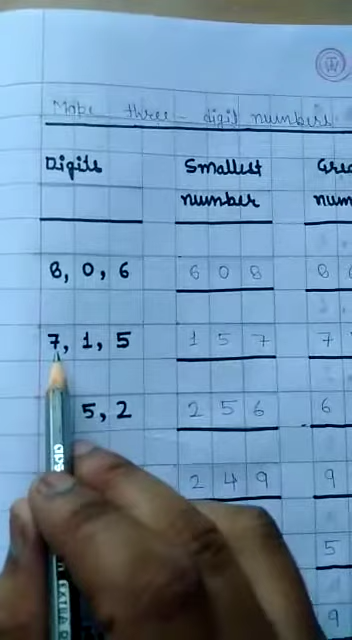 IV
Make three-digit numbers
Digits Smallest number
8, 0, 6 6 0 8 8
7, 1, 5 1 5 7 7
5, 2 2 5 6 6
2 4 9 9
5
9